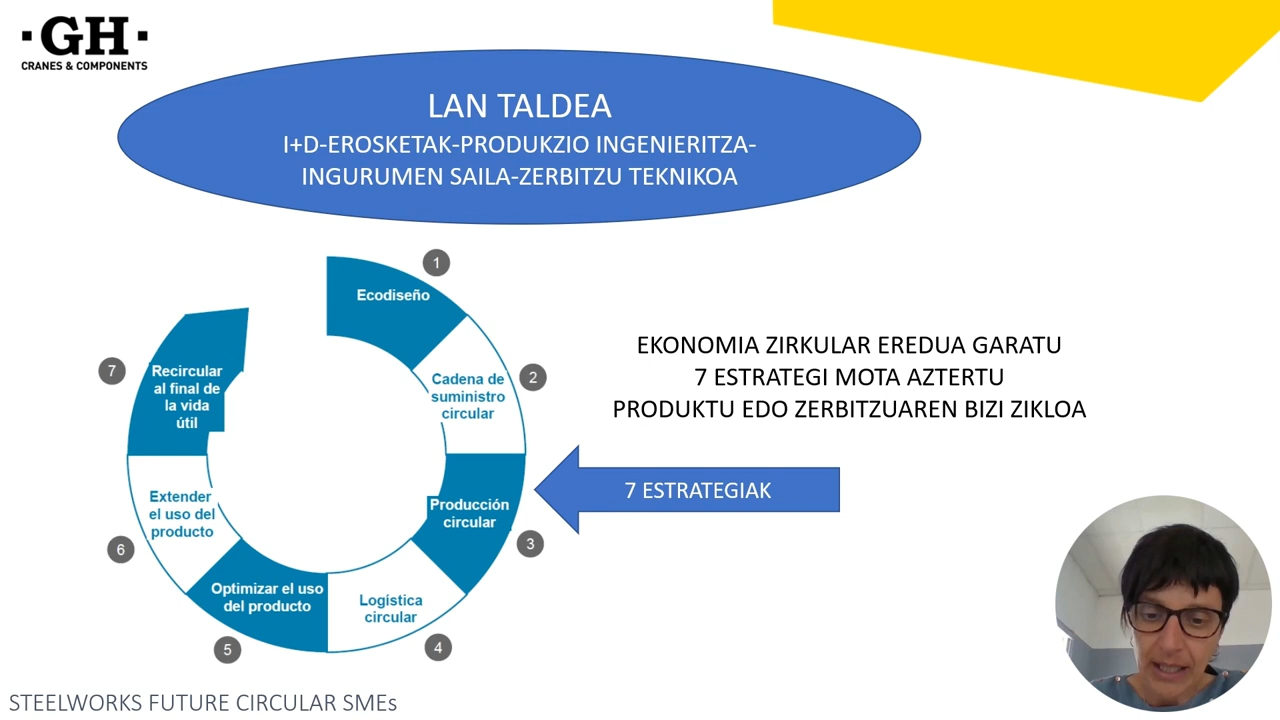 ·GH·
CRANES & COMPONENTS
LAN TALDEA
I+D-EROSKETAK-PRODUKZIO INGENIERITZA-
INGURUMEN SAILA-ZERBITZU TEKNIKOA
1
Ecodiseño
2
Cadena de
suministro
circular
3
Producción
circular
4
Logística
circular
5
Optimizar el uso
del producto
6
Extender
el uso del
producto
7
Recircular
al final de
la vida
útil
EKONOMIA ZIRKULAR EREDUA GARATU
7 ESTRATEGI MOTA AZTERTU
PRODUKTU EDO ZERBITZUAREN BIZI ZIKLOA
7 ESTRATEGIAK
STEELWORKS FUTURE CIRCULAR SMEs